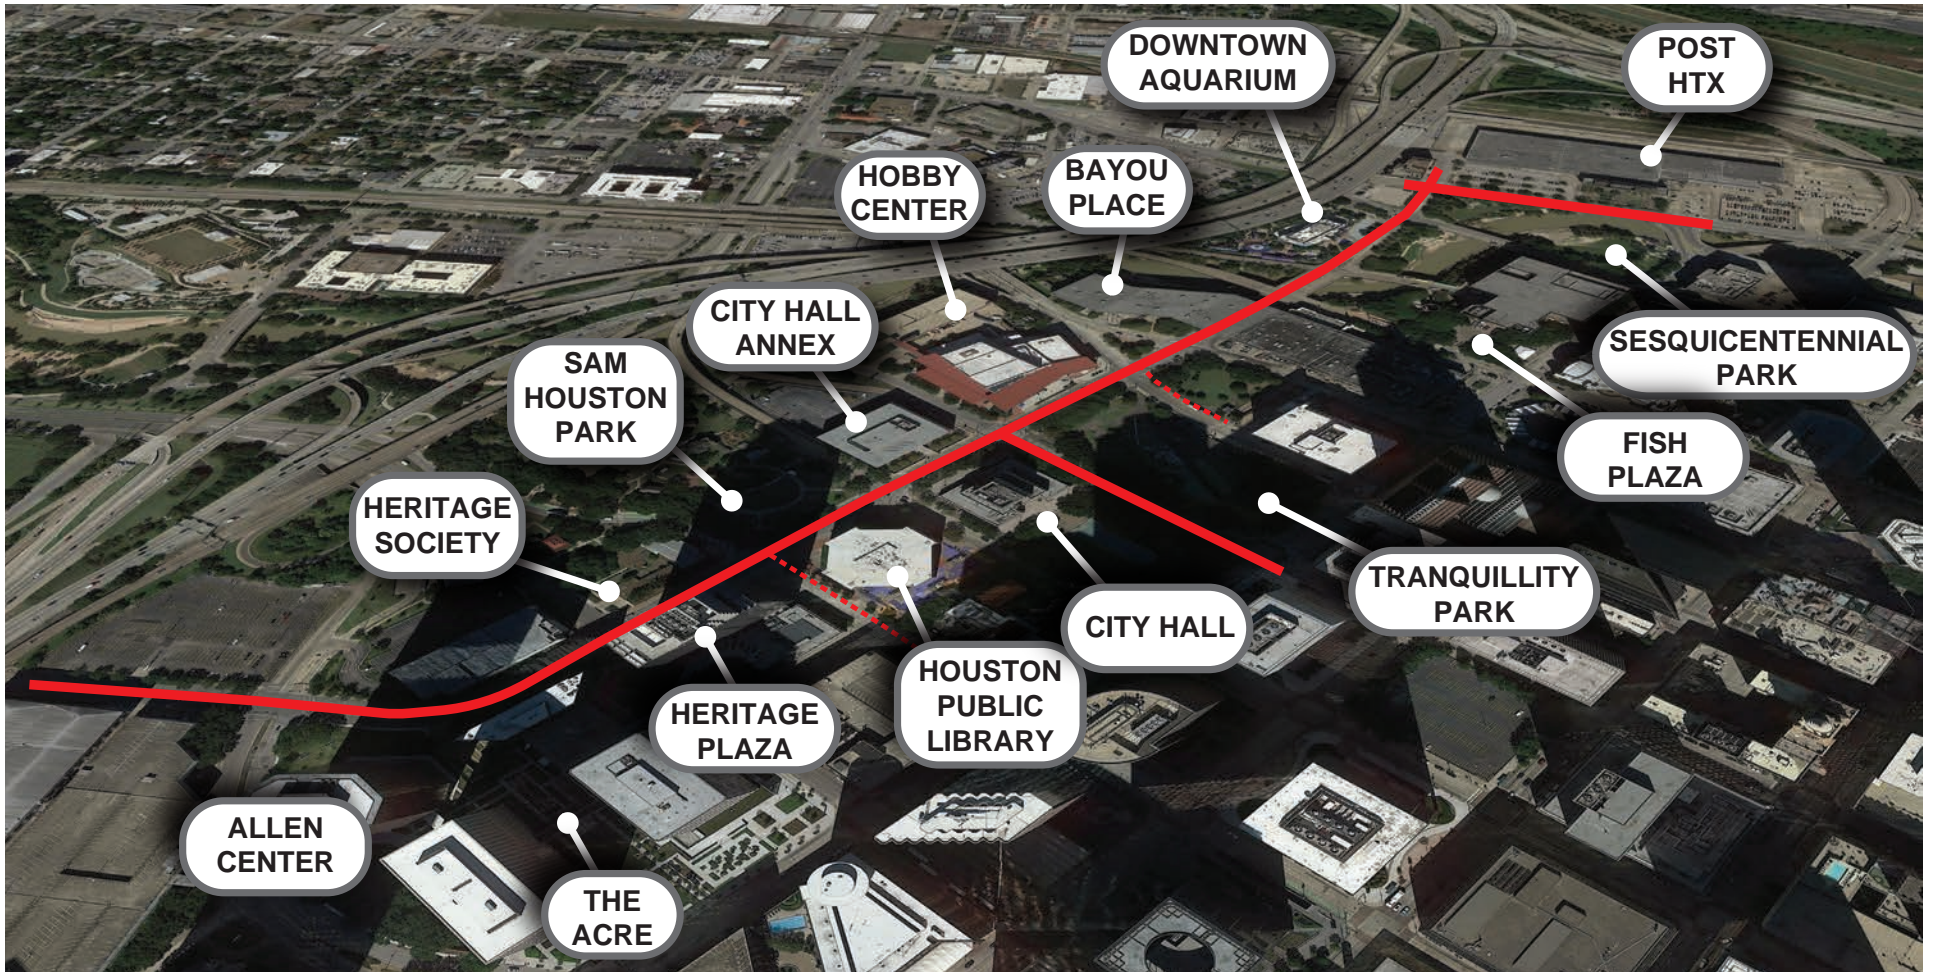 DOWNTOWN
AQUARIUM
POST
HTX
HOBBY
CENTER
BAYOU
PLACE
CITY HALL
ANNEX
SAM
HOUSTON
PARK
SESQUICENTENNIAL
PARK
FISH
PLAZA
HERITAGE
SOCIETY
TRANQUILLITY
PARK
CITY HALL
HOUSTON
PUBLIC
LIBRARY
HERITAGE
PLAZA
ALLEN
CENTER
THE
ACRE